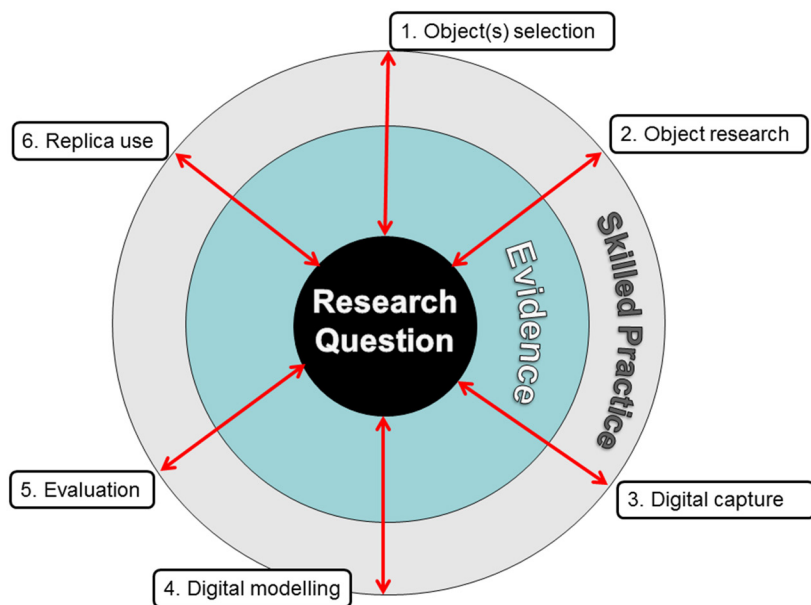 1. Object(s) selection
2. Object research
3. Digital capture
4. Digital modelling
5. Evaluation
6. Replica use
Research
Question
Evidence
Skilled Practice